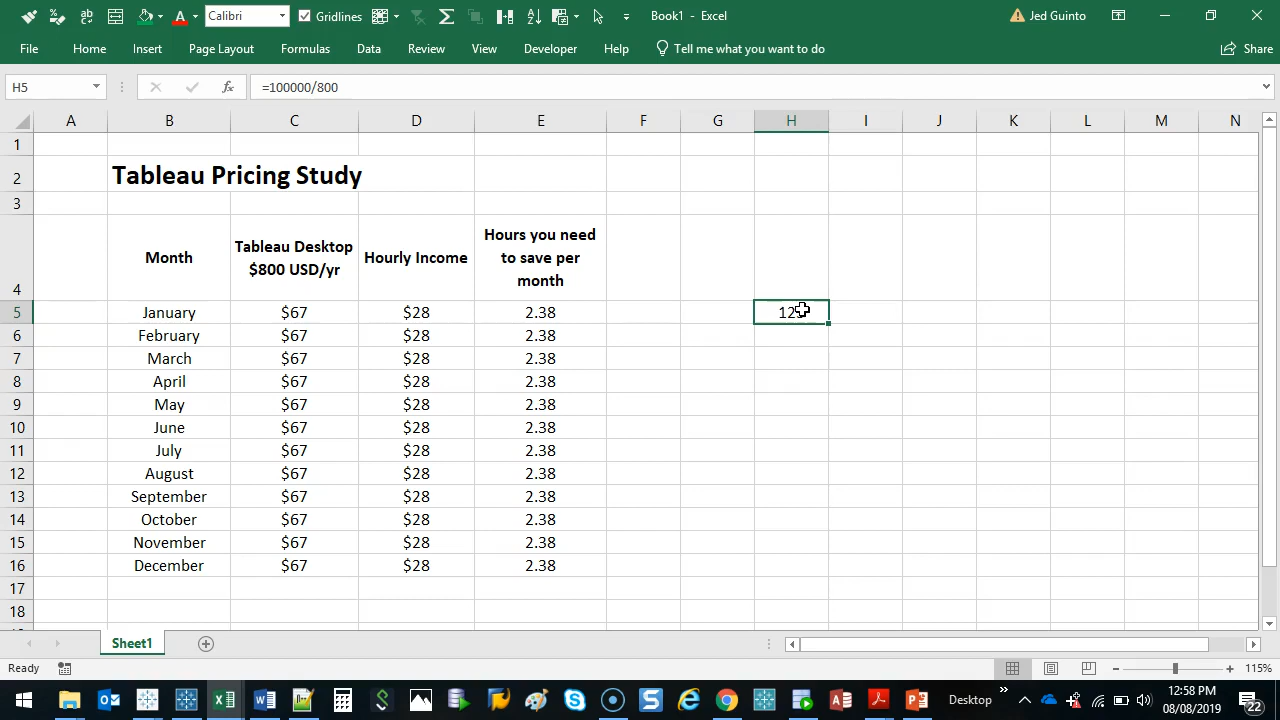 Calibri
Gridlines
Book1 - Excel
Jed Guinto
File Home Insert Page Layout Formulas Data Review View Developer Help Tell me what you want to do Share
H5 fx =100000/800
A B C D E F G H I J K L M N
1
2 Tableau Pricing Study
3
4 Month Tableau Desktop $800 USD/yr Hourly Income Hours you need to save per month
5 January $67 $28 2.38
6 February $67 $28 2.38
7 March $67 $28 2.38
8 April $67 $28 2.38
9 May $67 $28 2.38
10 June $67 $28 2.38
11 July $67 $28 2.38
12 August $67 $28 2.38
13 September $67 $28 2.38
14 October $67 $28 2.38
15 November $67 $28 2.38
16 December $67 $28 2.38
17
18
Sheet1
Ready 115%
Desktop 12:58 PM
08/08/2019 22